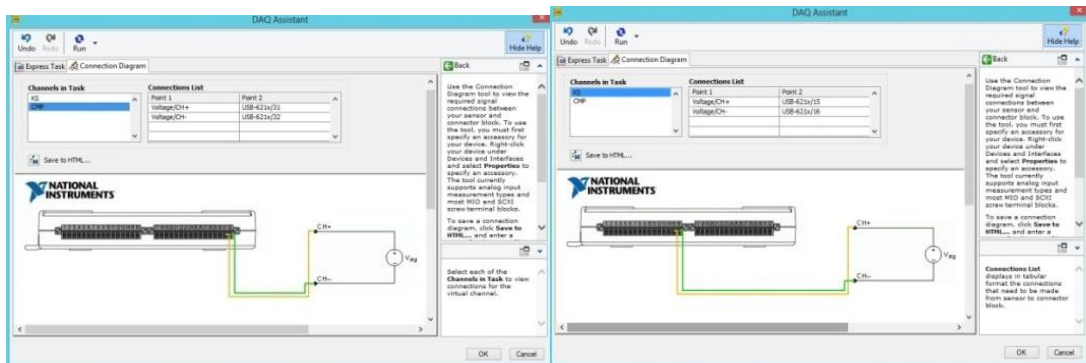 DAQ Assistant
Undo Redo Run
Hide Help
Express Task Connection Diagram
Channels in Task
KS
CMP
Connections List
Point 1 Point 2
Voltage/CH+ USB-621x/31
Voltage/CH- USB-621x/32
Save to HTML...
NATIONAL
INSTRUMENTS
CH+
Vsig
CH-
Back
Use the Connection
Diagram tool to view the
required signal
connections between
your sensor and
connector block. To use
the tool, you must first
specify an accessory for
your device. Right-click
your device under
Devices and Interfaces
and select Properties to
specify an accessory.
The tool currently
supports analog input
measurement types and
most MIO and SCXI
screw terminal blocks.
To save a connection
diagram, click Save to
HTML... and enter a
Select each of the
Channels in Task to view
connections for the
virtual channel.
OK Cancel
DAQ Assistant
Undo Redo Run
Hide Help
Express Task Connection Diagram
Channels in Task
KS
CMP
Connections List
Point 1 Point 2
Voltage/CH+ USB-621x/15
Voltage/CH- USB-621x/16
Save to HTML...
NATIONAL
INSTRUMENTS
CH+
Vsig
CH-
Back
Use the Connection
Diagram tool to view the
required signal
connections between
your sensor and
connector block. To use
the tool, you must first
specify an accessory for
your device. Right-click
your device under
Devices and Interfaces
and select Properties to
specify an accessory.
The tool currently
supports analog input
measurement types and
most MIO and SCXI
screw terminal blocks.
To save a connection
diagram, click Save to
HTML... and enter a
Connections List
displays in tabular
format the connections
that need to be made
from sensor to connector
block.
OK Cancel